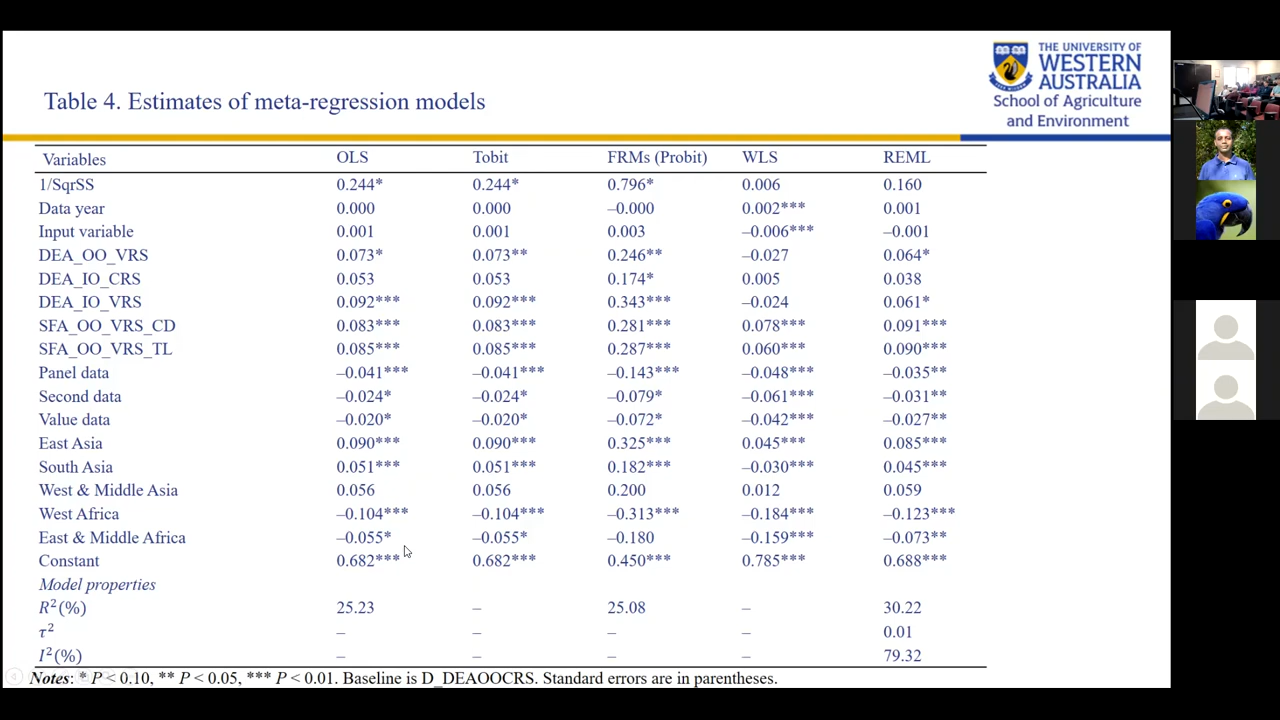 THE UNIVERSITY OF
WESTERN
AUSTRALIA
School of Agriculture
and Environment
Table 4. Estimates of meta-regression models
Variables OLS Tobit FRMs (Probit) WLS REML
1/SqrSS 0.244* 0.244* 0.796* 0.006 0.160
Data year 0.000 0.000 –0.000 0.002*** 0.001
Input variable 0.001 0.001 0.003 –0.006*** –0.001
DEA_OO_VRS 0.073* 0.073** 0.246** –0.027 0.064*
DEA_IO_CRS 0.053 0.053 0.174* 0.005 0.038
DEA_IO_VRS 0.092*** 0.092*** 0.343*** –0.024 0.061*
SFA_OO_VRS_CD 0.083*** 0.083*** 0.281*** 0.078*** 0.091***
SFA_OO_VRS_TL 0.085*** 0.085*** 0.287*** 0.060*** 0.090***
Panel data –0.041*** –0.041*** –0.143*** –0.048*** –0.035**
Second data –0.024* –0.024* –0.079* –0.061*** –0.031**
Value data –0.020* –0.020* –0.072* –0.042*** –0.027**
East Asia 0.090*** 0.090*** 0.325*** 0.045*** 0.085***
South Asia 0.051*** 0.051*** 0.182*** –0.030*** 0.045***
West & Middle Asia 0.056 0.056 0.200 0.012 0.059
West Africa –0.104*** –0.104*** –0.313*** –0.184*** –0.123***
East & Middle Africa –0.055* –0.055* –0.180 –0.159*** –0.073**
Constant 0.682*** 0.682*** 0.450*** 0.785*** 0.688***
Model properties
R²(%) 25.23 – 25.08 – 30.22
τ² – – – – 0.01
I²(%) – – – – 79.32
4
Notes: * P < 0.10, ** P < 0.05, *** P < 0.01. Baseline is D_DEAOOCRS. Standard errors are in parentheses.